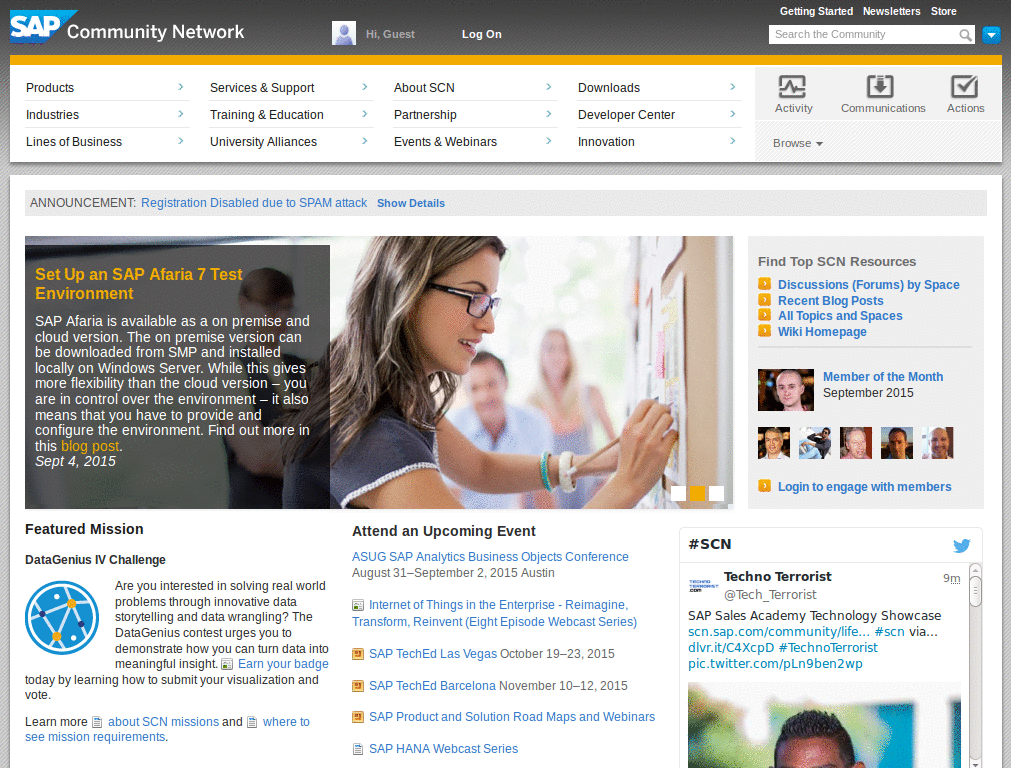 Getting Started Newsletters Store
SAP Community Network
Hi, Guest Log On
Search the Community
Products Services & Support About SCN Downloads
Industries Training & Education Partnership Developer Center
Lines of Business University Alliances Events & Webinars Innovation
Activity Communications Actions
Browse
ANNOUNCEMENT: Registration Disabled due to SPAM attack Show Details
Set Up an SAP Afaria 7 Test
Environment
SAP Afaria is available as a on premise and
cloud version. The on premise version can
be downloaded from SMP and installed
locally on Windows Server. While this gives
more flexibility than the cloud version – you
are in control over the environment – it also
means that you have to provide and
configure the environment. Find out more in
this blog post.
Sept 4, 2015
Find Top SCN Resources
Discussions (Forums) by Space
Recent Blog Posts
All Topics and Spaces
Wiki Homepage
Member of the Month
September 2015
Login to engage with members
Featured Mission
DataGenius IV Challenge
Are you interested in solving real world
problems through innovative data
storytelling and data wrangling? The
DataGenius contest urges you to
demonstrate how you can turn data into
meaningful insight. Earn your badge
today by learning how to submit your visualization and
vote.
Learn more about SCN missions and where to
see mission requirements.
Attend an Upcoming Event
ASUG SAP Analytics Business Objects Conference
August 31–September 2, 2015 Austin
Internet of Things in the Enterprise - Reimagine,
Transform, Reinvent (Eight Episode Webcast Series)
SAP TechEd Las Vegas October 19–23, 2015
SAP TechEd Barcelona November 10–12, 2015
SAP Product and Solution Road Maps and Webinars
SAP HANA Webcast Series
#SCN
TECHNO
TERRORIST
.COM
Techno Terrorist 9m
@Tech_Terrorist
SAP Sales Academy Technology Showcase
scn.sap.com/community/life… #scn via…
dlvr.it/C4XcpD #TechnoTerrorist
pic.twitter.com/pLn9ben2wp